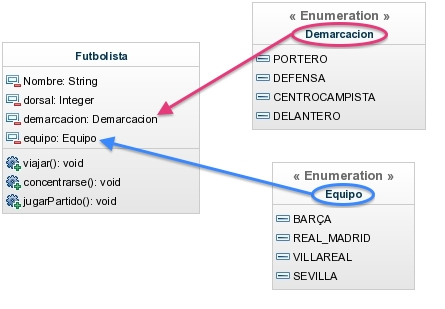 Futbolista
Nombre: String
dorsal: Integer
demarcacion: Demarcacion
equipo: Equipo
viajar(): void
concentrarse(): void
jugarPartido(): void
« Enumeration »
Demarcacion
PORTERO
DEFENSA
CENTROCAMPISTA
DELANTERO
« Enumeration »
Equipo
BARÇA
REAL_MADRID
VILLAREAL
SEVILLA